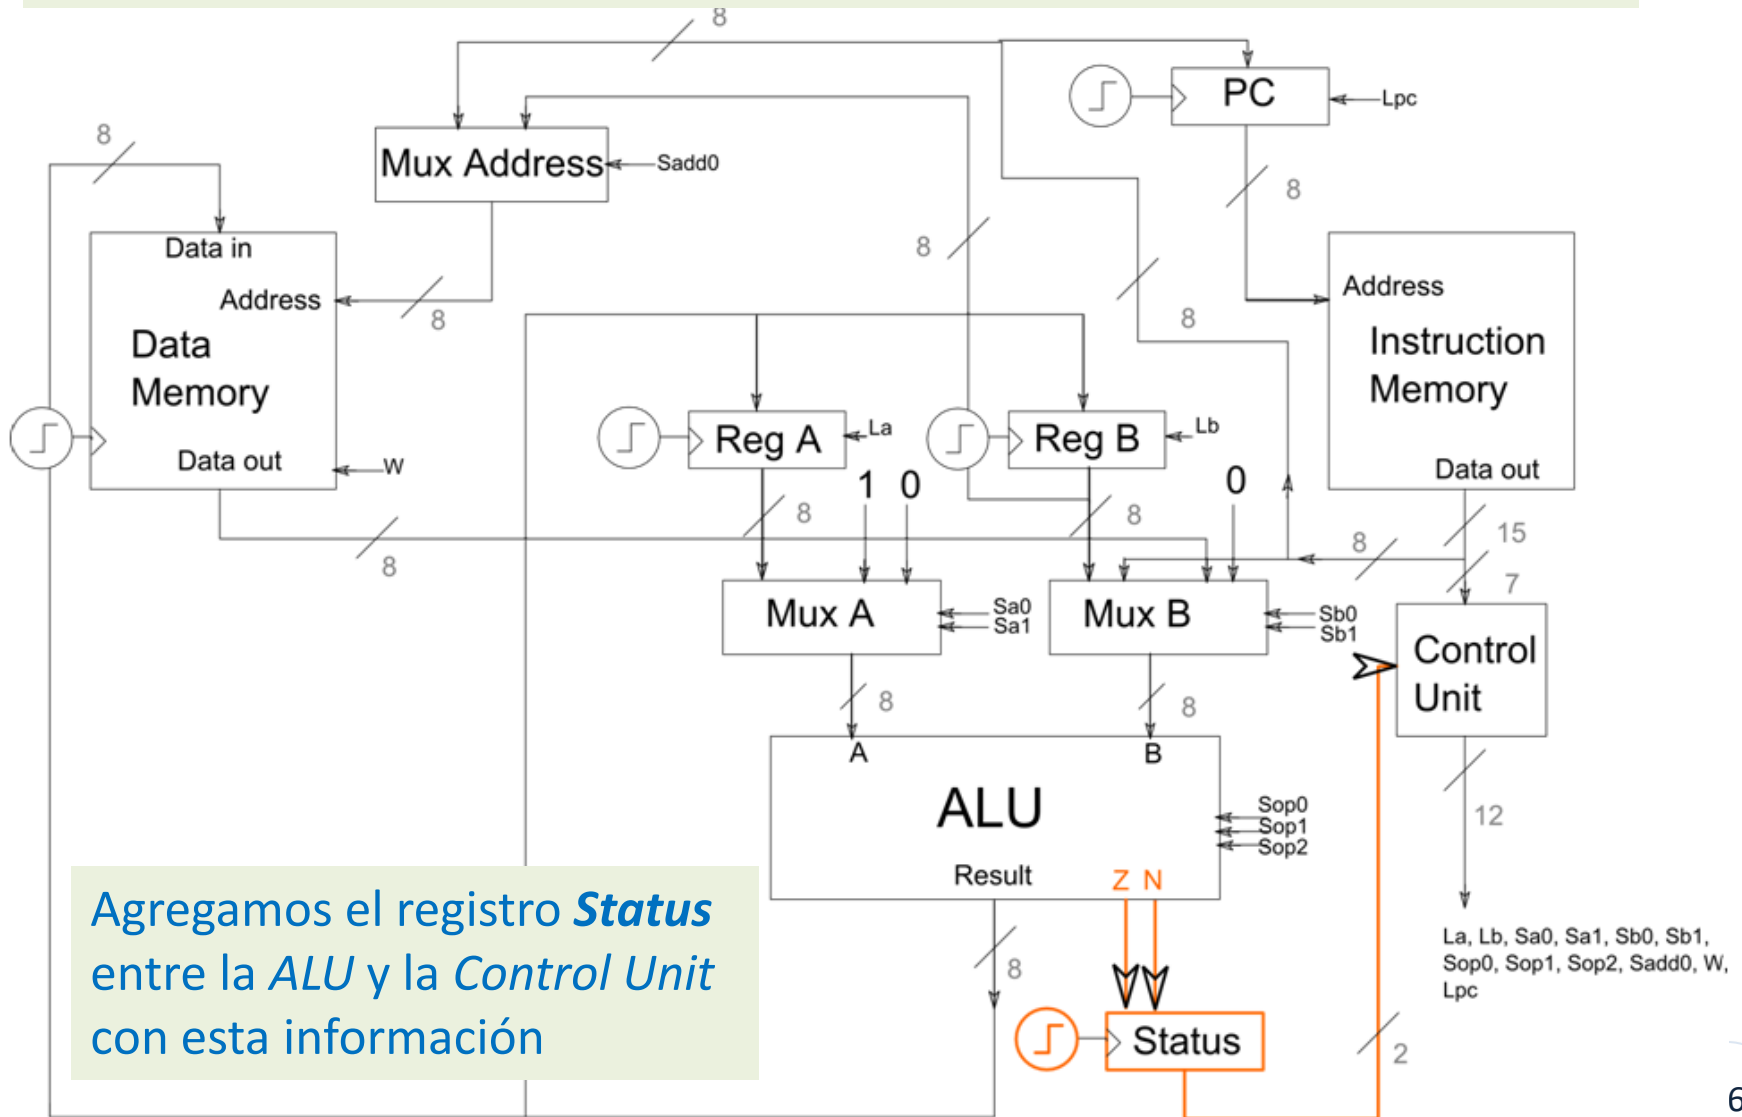 8
PC
Lpc
8
Mux Address
Sadd0
8
8
Data in
Address
8
Data
Memory
Data out
W
8
8
Address
Instruction
Memory
Data out
Reg A
La
Reg B
Lb
1 0
0
8
8
8
8
15
7
Mux A
Sa0
Sa1
Mux B
Sb0
Sb1
Control
Unit
8
8
A
B
ALU
Sop0
Sop1
Sop2
Result
Z N
12
8
La, Lb, Sa0, Sa1, Sb0, Sb1,
Sop0, Sop1, Sop2, Sadd0, W,
Lpc
Agregamos el registro Status
entre la ALU y la Control Unit
con esta información
Status
2
6